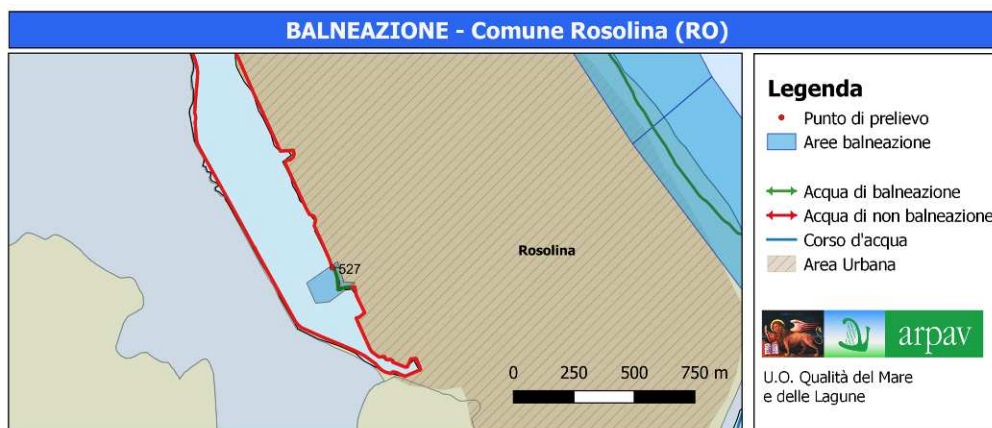 BALNEAZIONE - Comune Rosolina (RO)
527
Rosolina
0 250 500 750 m
Legenda
Punto di prelievo
Aree balneazione
Acqua di balneazione
Acqua di non balneazione
Corso d'acqua
Area Urbana
arpav
U.O. Qualità del Mare
e delle Lagune